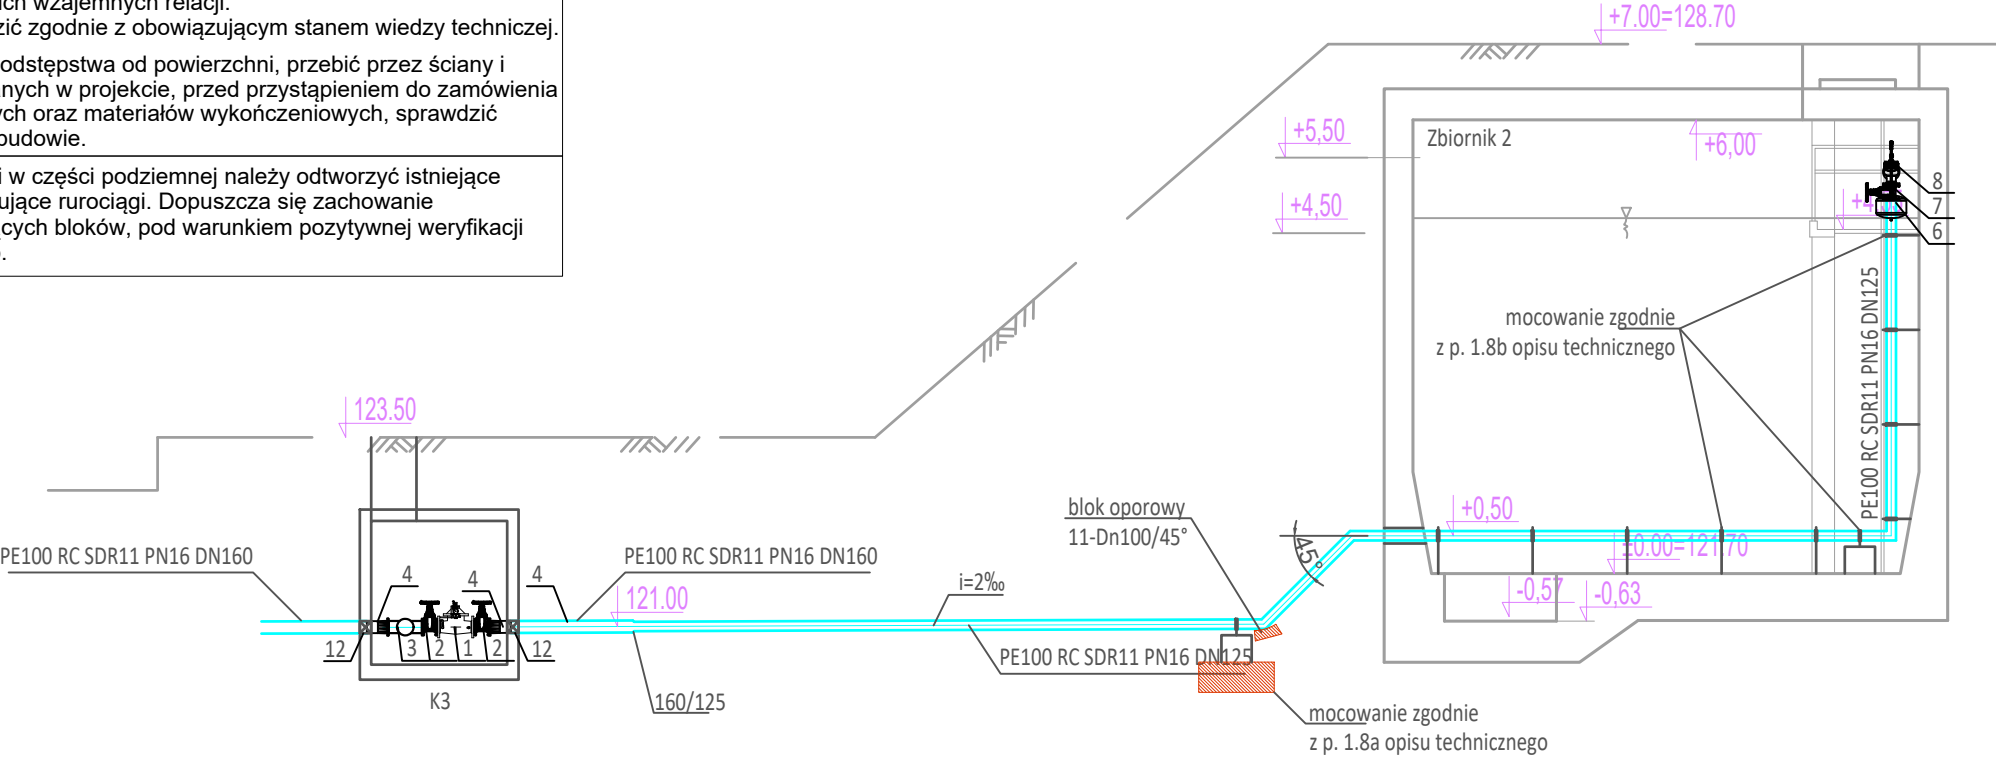 ich wzajemnych relacji.
zić zgodnie z obowiązującym stanem wiedzy techniczej.
odstępstwa od powierzchni, przebić przez ściany i
anych w projekcie, przed przystąpieniem do zamówienia
ych oraz materiałów wykończeniowych, sprawdzić
budowie.
i w części podziemnej należy odtworzyć istniejące
ujące rurociągi. Dopuszcza się zachowanie
ących bloków, pod warunkiem pozytywnej weryfikacji
+7.00=128.70
+5,50
Zbiornik 2
+6,00
+4,50
8
7
6
mocowanie zgodnie
z p. 1.8b opisu technicznego
PE100 RC SDR11 PN16 DN125
123.50
blok oporowy
11-Dn100/45°
+0,50
45°
±0.00=121.70
-0,57
-0,63
PE100 RC SDR11 PN16 DN160
PE100 RC SDR11 PN16 DN160
4
4
4
121.00
i=2‰
12
3
2
1
2
12
PE100 RC SDR11 PN16 DN125
K3
160/125
mocowanie zgodnie
z p. 1.8a opisu technicznego